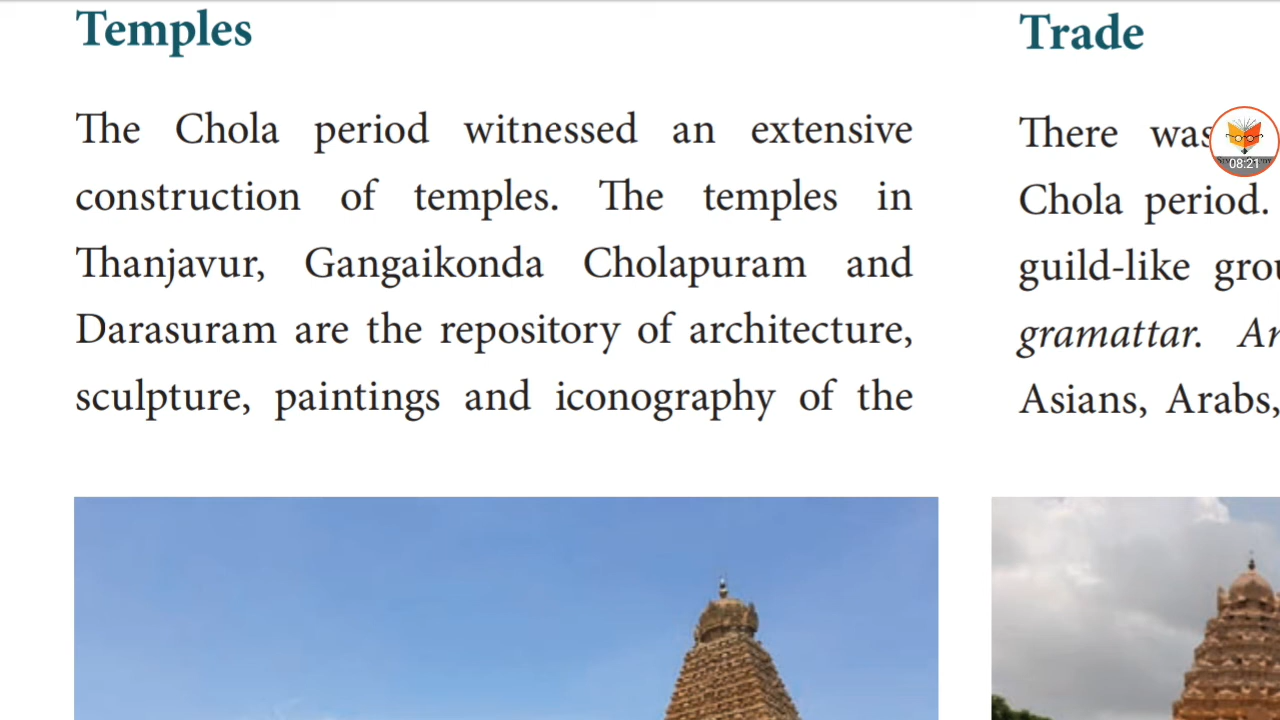 Temples
The Chola period witnessed an extensive
construction of temples. The temples in
Thanjavur, Gangaikonda Cholapuram and
Darasuram are the repository of architecture,
sculpture, paintings and iconography of the
Trade
There was
Chola period.
guild-like
gramattar.
Asians, Arabs,
08:21